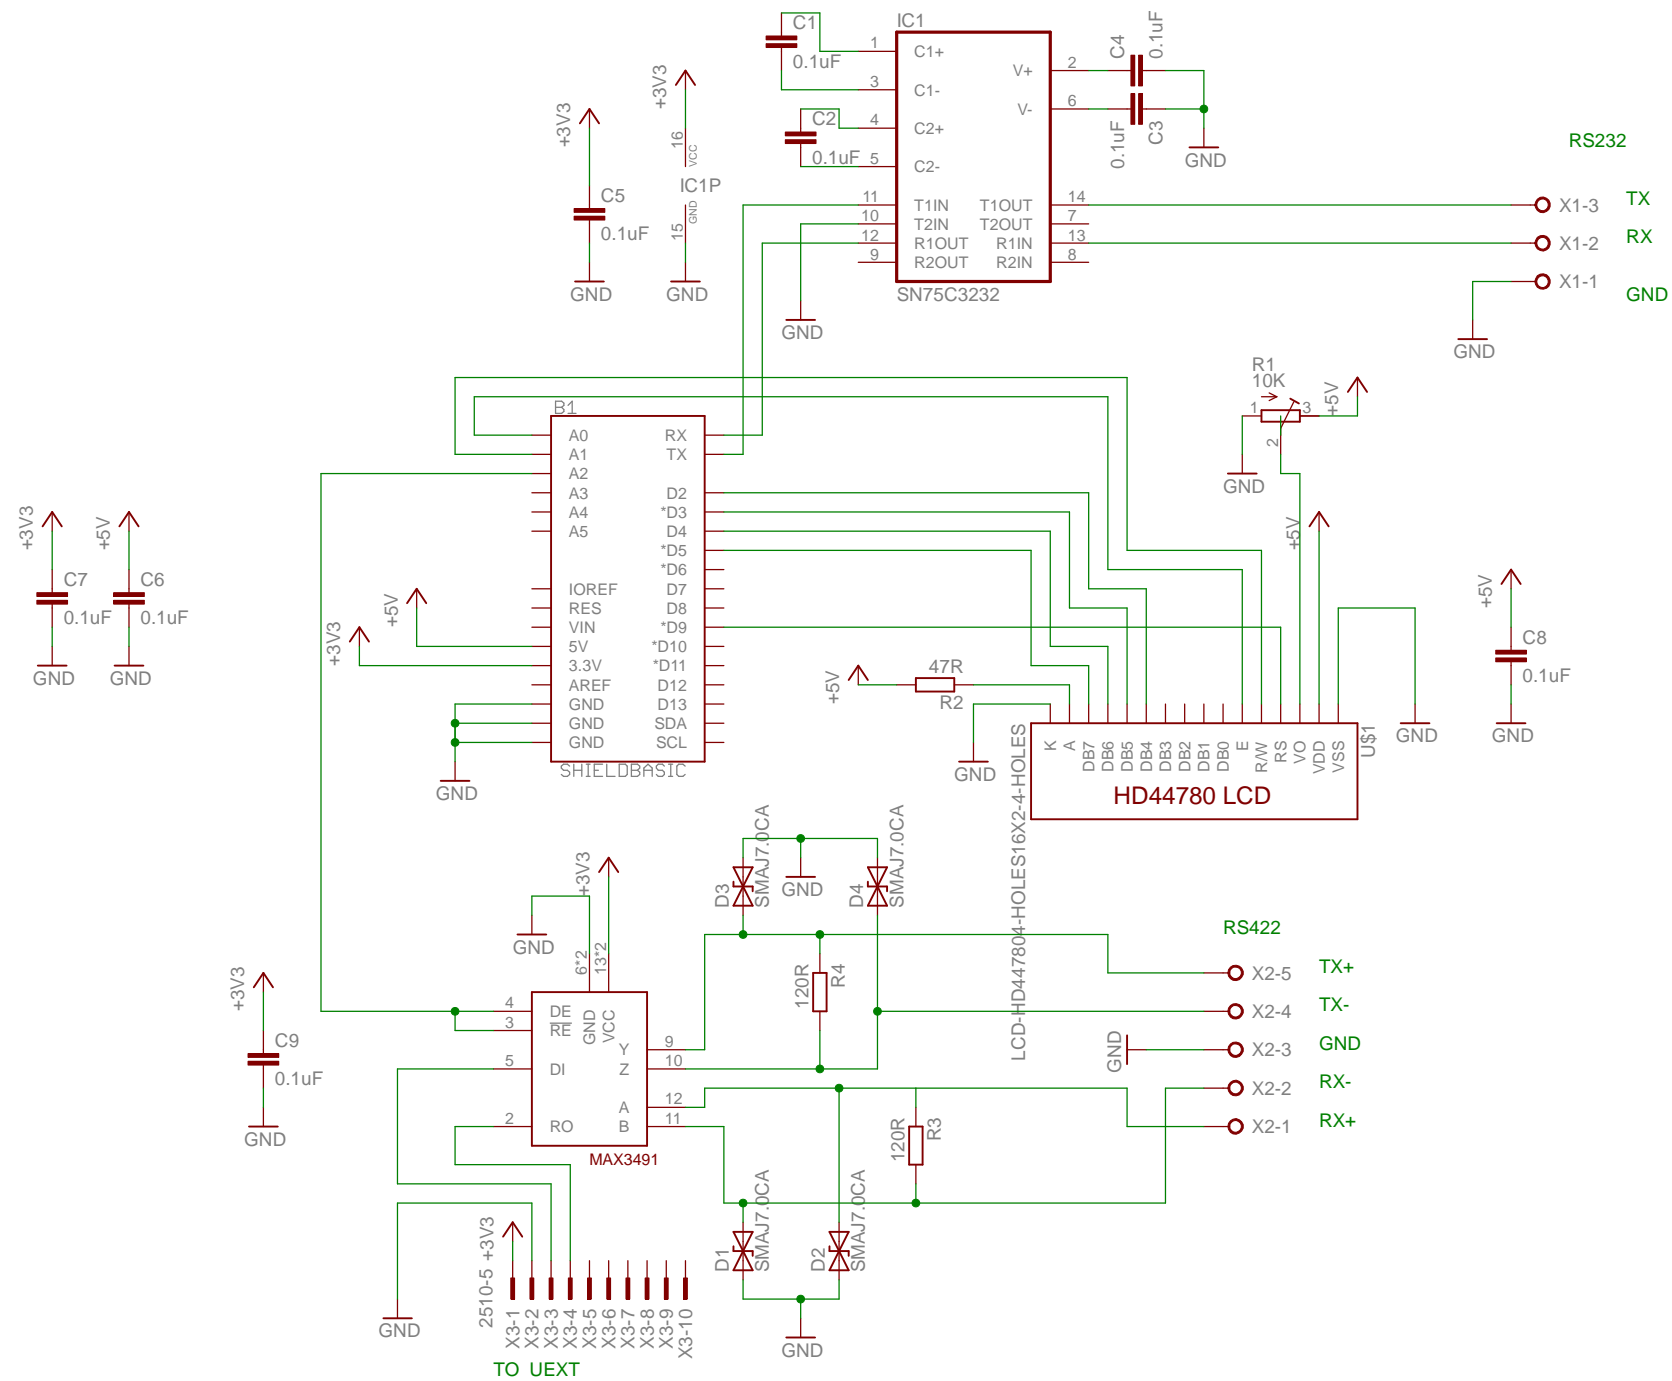 C1
0.1uF
IC1
1
C1+
3
C1-
4
C2+
5
C2-
11
T1IN
10
T2IN
12
R1OUT
9
R2OUT
V+
2
V-
6
T1OUT
14
T2OUT
7
R1IN
13
R2IN
8
SN75C3232
C2
0.1uF
C4
0.1uF
C3
0.1uF
GND
+3V3
C5
0.1uF
GND
+3V3
16
VCC
IC1P
GND
15
GND
GND
RS232
X1-3
TX
X1-2
RX
X1-1
GND
GND
R1
10K
1
3
2
+5V
GND
B1
A0
A1
A2
A3
A4
A5
IOREF
RES
VIN
5V
3.3V
AREF
GND
GND
GND
RX
TX
D2
*D3
D4
*D5
*D6
D7
D8
*D9
*D10
*D11
D12
D13
SDA
SCL
SHIELDBASIC
+5V
+3V3
GND
+3V3
C7
0.1uF
GND
+5V
C6
0.1uF
GND
+5V
47R
R2
GND
+5V
K
A
DB7
DB6
DB5
DB4
DB3
DB2
DB1
DB0
E
R/W
RS
VO
VDD
VSS
HD44780 LCD
U$1
LCD-HD447804-HOLES16X2-4-HOLES
GND
+5V
C8
0.1uF
GND
D3
SMAJ7.0CA
GND
D4
SMAJ7.0CA
+3V3
GND
6*2
13*2
4
DE
3
RE
5
DI
2
RO
GND
VCC
Y
9
Z
10
A
12
B
11
MAX3491
120R
R4
+3V3
C9
0.1uF
GND
RS422
X2-5
TX+
X2-4
TX-
GND
X2-3
GND
X2-2
RX-
X2-1
RX+
120R
R3
D1
SMAJ7.0CA
D2
SMAJ7.0CA
GND
2510-5
+3V3
GND
X3-1
X3-2
X3-3
X3-4
X3-5
X3-6
X3-7
X3-8
X3-9
X3-10
TO UEXT